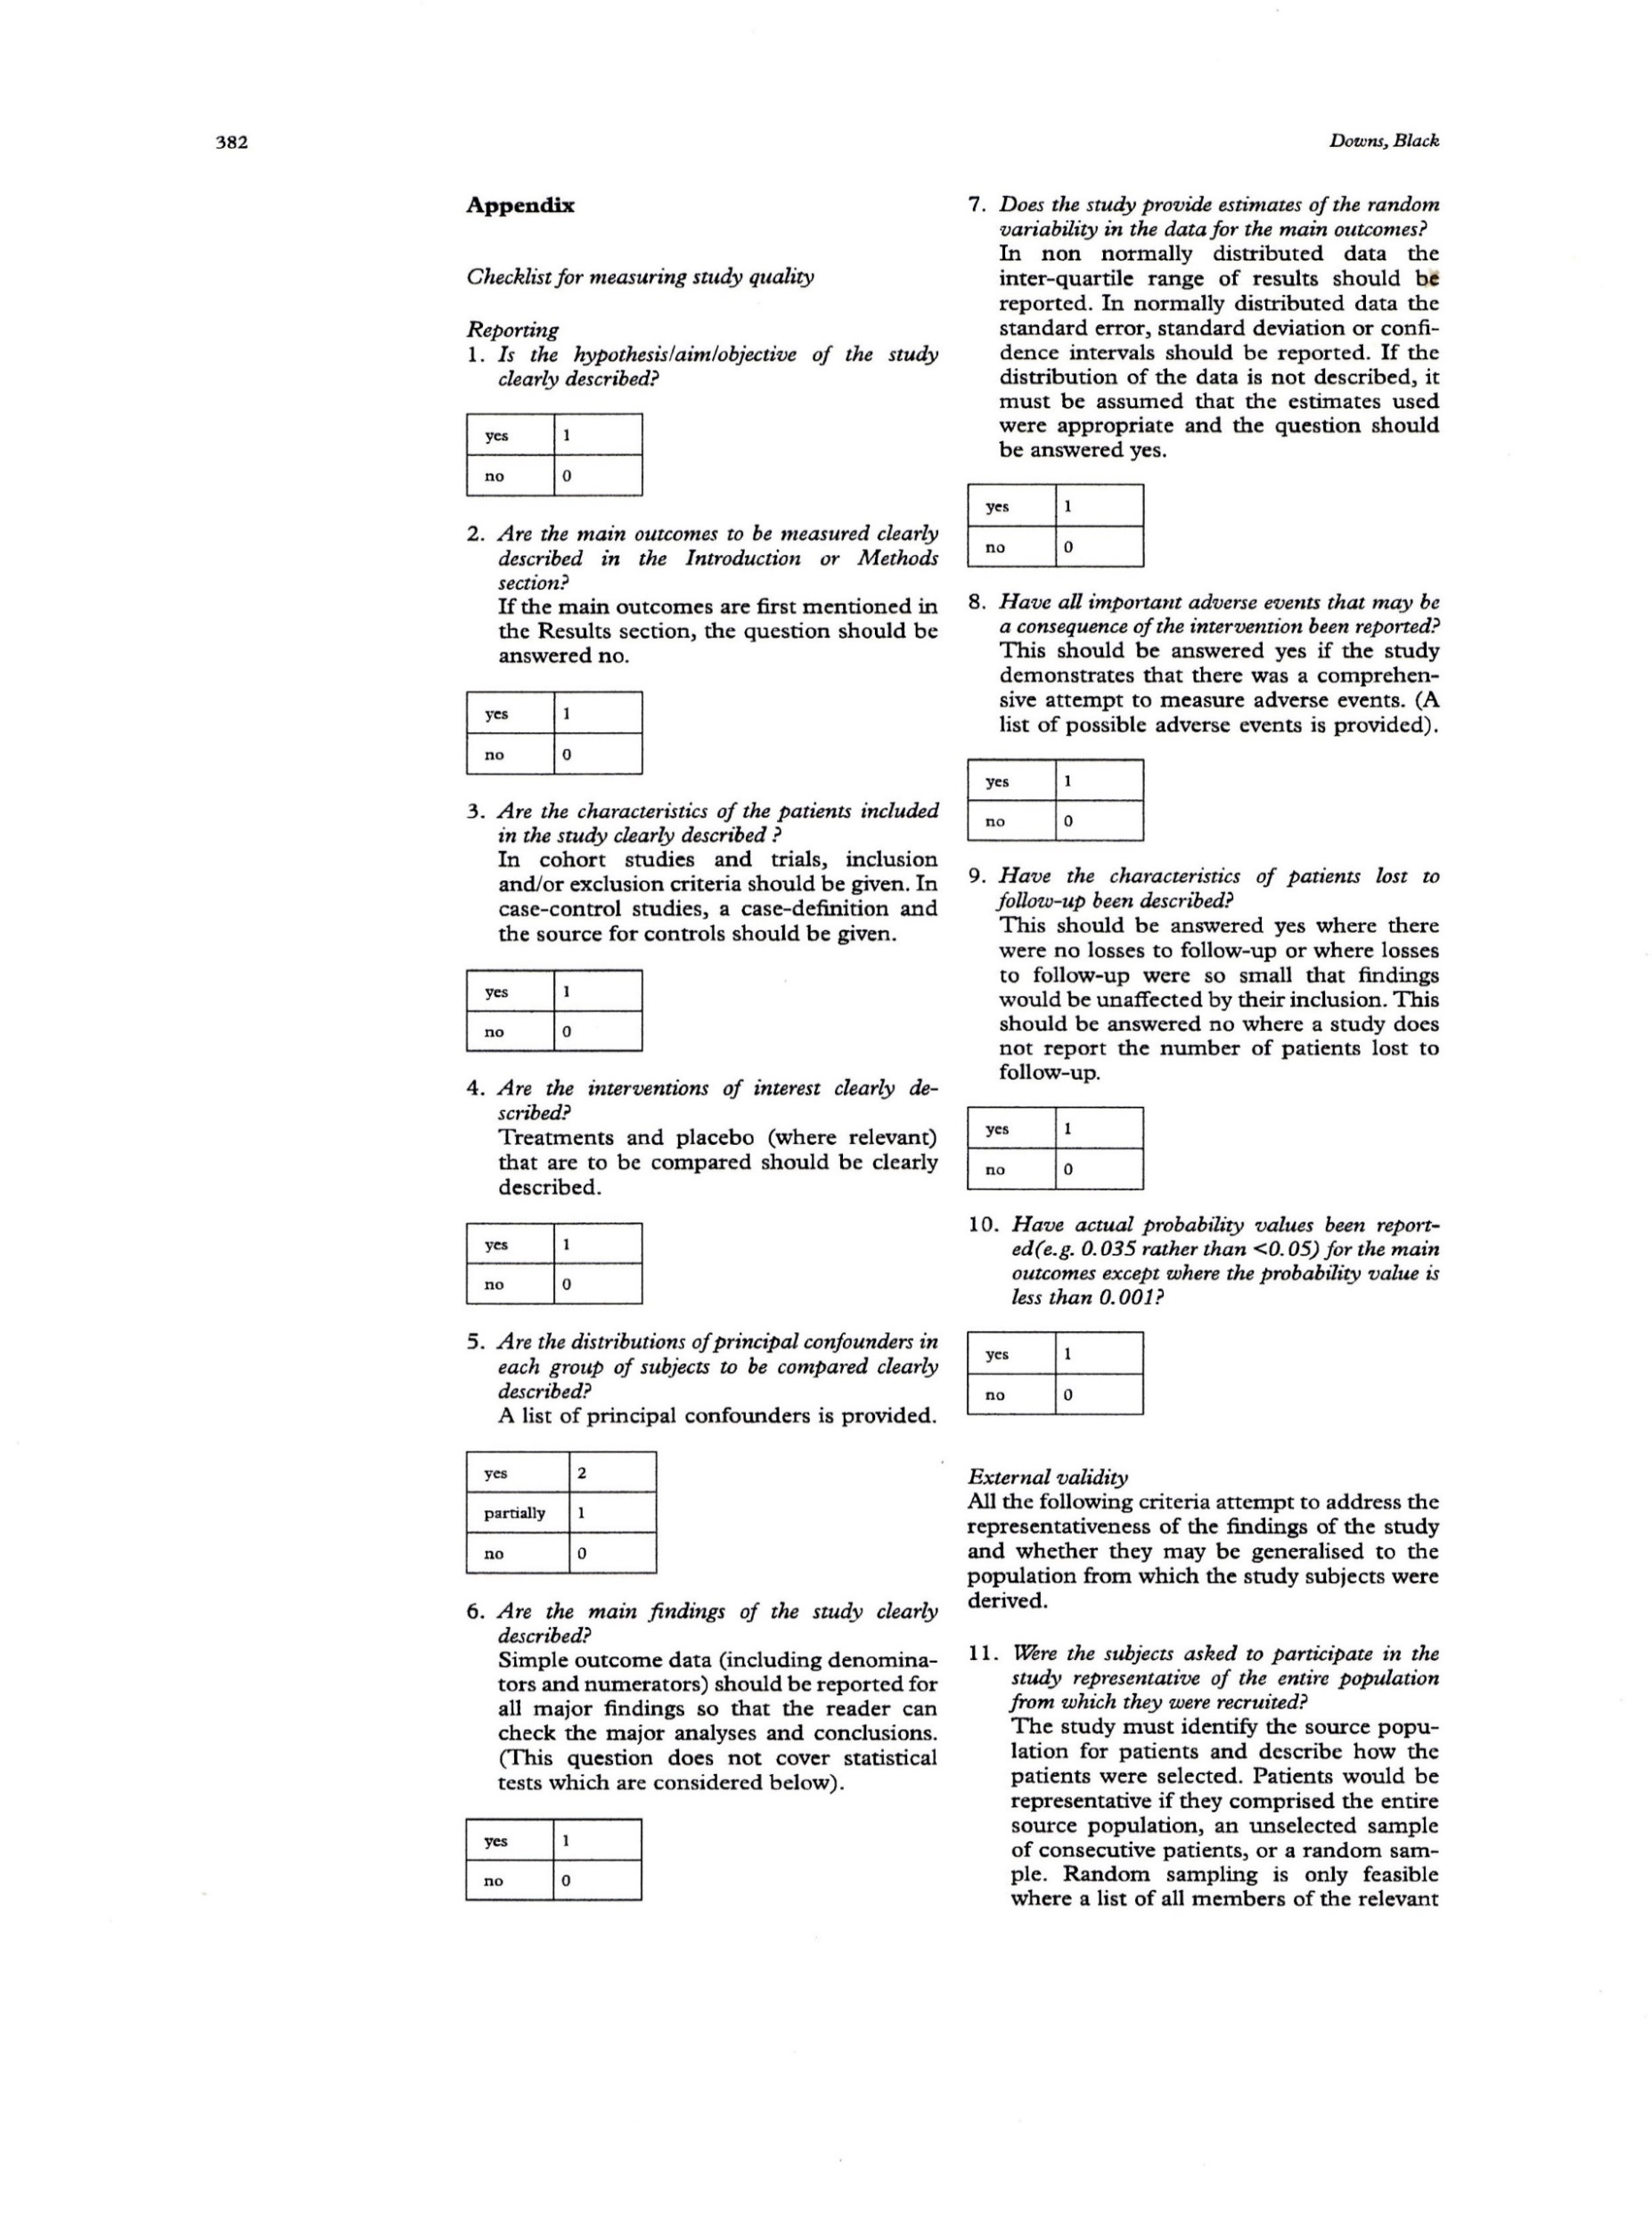 382
Downs, Black
Appendix
Checklist for measuring study quality
Reporting
1. Is the hypothesis/aim/objective of the study
clearly described?
yes 1
no 0
2. Are the main outcomes to be measured clearly
described in the Introduction or Methods
section?
If the main outcomes are first mentioned in
the Results section, the question should be
answered no.
yes 1
no 0
3. Are the characteristics of the patients included
in the study clearly described ?
In cohort studies and trials, inclusion
and/or exclusion criteria should be given. In
case-control studies, a case-definition and
the source for controls should be given.
yes 1
no 0
4. Are the interventions of interest clearly de-
scribed?
Treatments and placebo (where relevant)
that are to be compared should be clearly
described.
yes 1
no 0
5. Are the distributions of principal confounders in
each group of subjects to be compared clearly
described?
A list of principal confounders is provided.
yes 2
partially 1
no 0
6. Are the main findings of the study clearly
described?
Simple outcome data (including denomina-
tors and numerators) should be reported for
all major findings so that the reader can
check the major analyses and conclusions.
(This question does not cover statistical
tests which are considered below).
yes 1
no 0
7. Does the study provide estimates of the random
variability in the data for the main outcomes?
In non normally distributed data the
inter-quartile range of results should be
reported. In normally distributed data the
standard error, standard deviation or confi-
dence intervals should be reported. If the
distribution of the data is not described, it
must be assumed that the estimates used
were appropriate and the question should
be answered yes.
yes 1
no 0
8. Have all important adverse events that may be
a consequence of the intervention been reported?
This should be answered yes if the study
demonstrates that there was a comprehen-
sive attempt to measure adverse events. (A
list of possible adverse events is provided).
yes 1
no 0
9. Have the characteristics of patients lost to
follow-up been described?
This should be answered yes where there
were no losses to follow-up or where losses
to follow-up were so small that findings
would be unaffected by their inclusion. This
should be answered no where a study does
not report the number of patients lost to
follow-up.
yes 1
no 0
10. Have actual probability values been report-
ed(e.g. 0.035 rather than <0.05) for the main
outcomes except where the probability value is
less than 0.001?
yes 1
no 0
External validity
All the following criteria attempt to address the
representativeness of the findings of the study
and whether they may be generalised to the
population from which the study subjects were
derived.
11. Were the subjects asked to participate in the
study representative of the entire population
from which they were recruited?
The study must identify the source popu-
lation for patients and describe how the
patients were selected. Patients would be
representative if they comprised the entire
source population, an unselected sample
of consecutive patients, or a random sam-
ple. Random sampling is only feasible
where a list of all members of the relevant